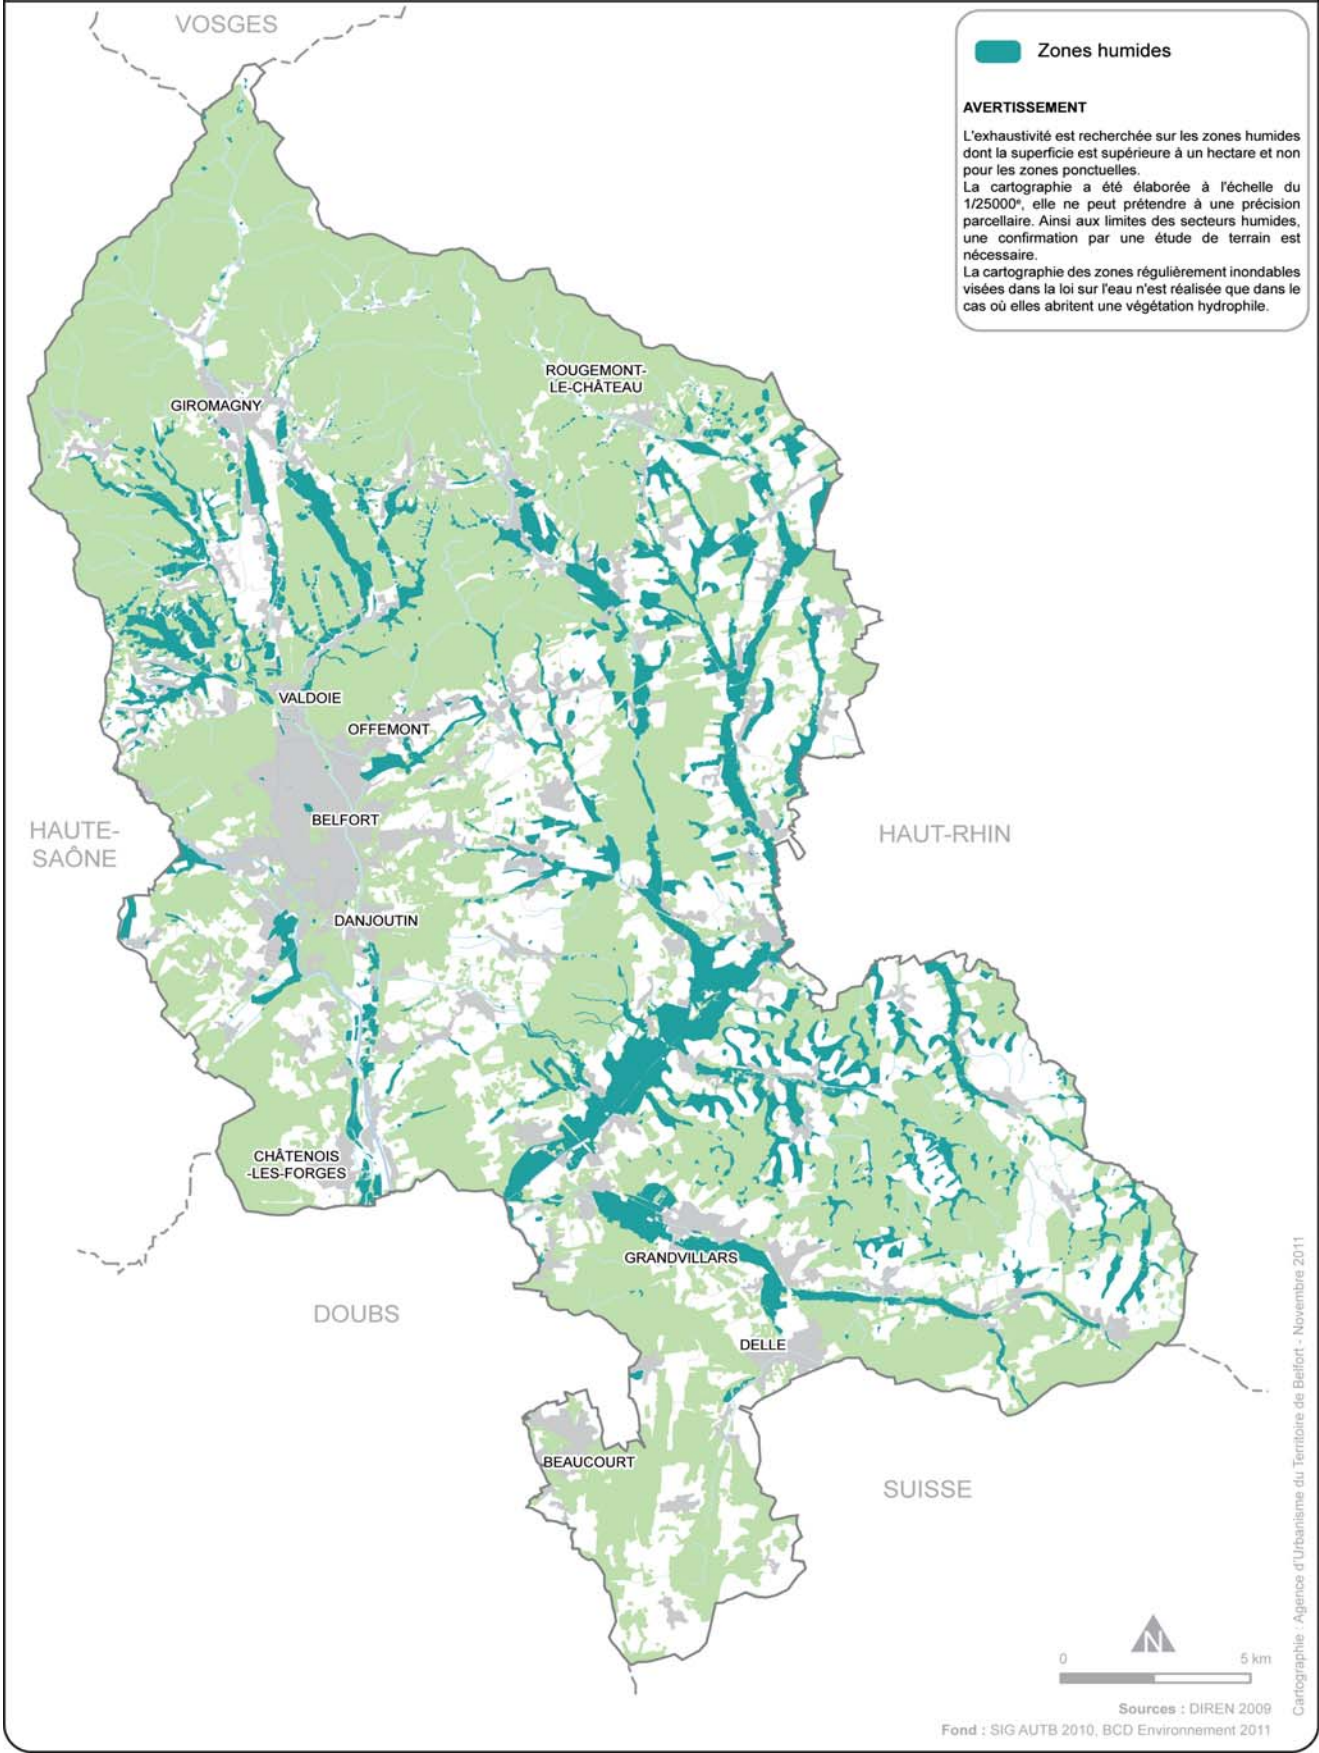 VOSGES
Zones humides
AVERTISSEMENT
L'exhaustivité est recherchée sur les zones humides
dont la superficie est supérieure à un hectare et non
pour les zones ponctuelles.
La cartographie a été élaborée à l'échelle du
1/25000e, elle ne peut prétendre à une précision
parcellaire. Ainsi aux limites des secteurs humides,
une confirmation par une étude de terrain est
nécessaire.
La cartographie des zones régulièrement inondables
visées dans la loi sur l'eau n'est réalisée que dans le
cas où elles abritent une végétation hydrophile.
ROUGEMONT-
LE-CHÂTEAU
GIROMAGNY
VALDOIE
OFFEMONT
BELFORT
HAUTE-
SAÔNE
HAUT-RHIN
DANJOUTIN
CHÂTENOIS
-LES-FORGES
GRANDVILLARS
DOUBS
DELLE
BEAUCOURT
SUISSE
N
0 5 km
Sources : DIREN 2009
Fond : SIG AUTB 2010, BCD Environnement 2011
Cartographie : Agence d'Urbanisme du Territoire de Belfort - Novembre 2011